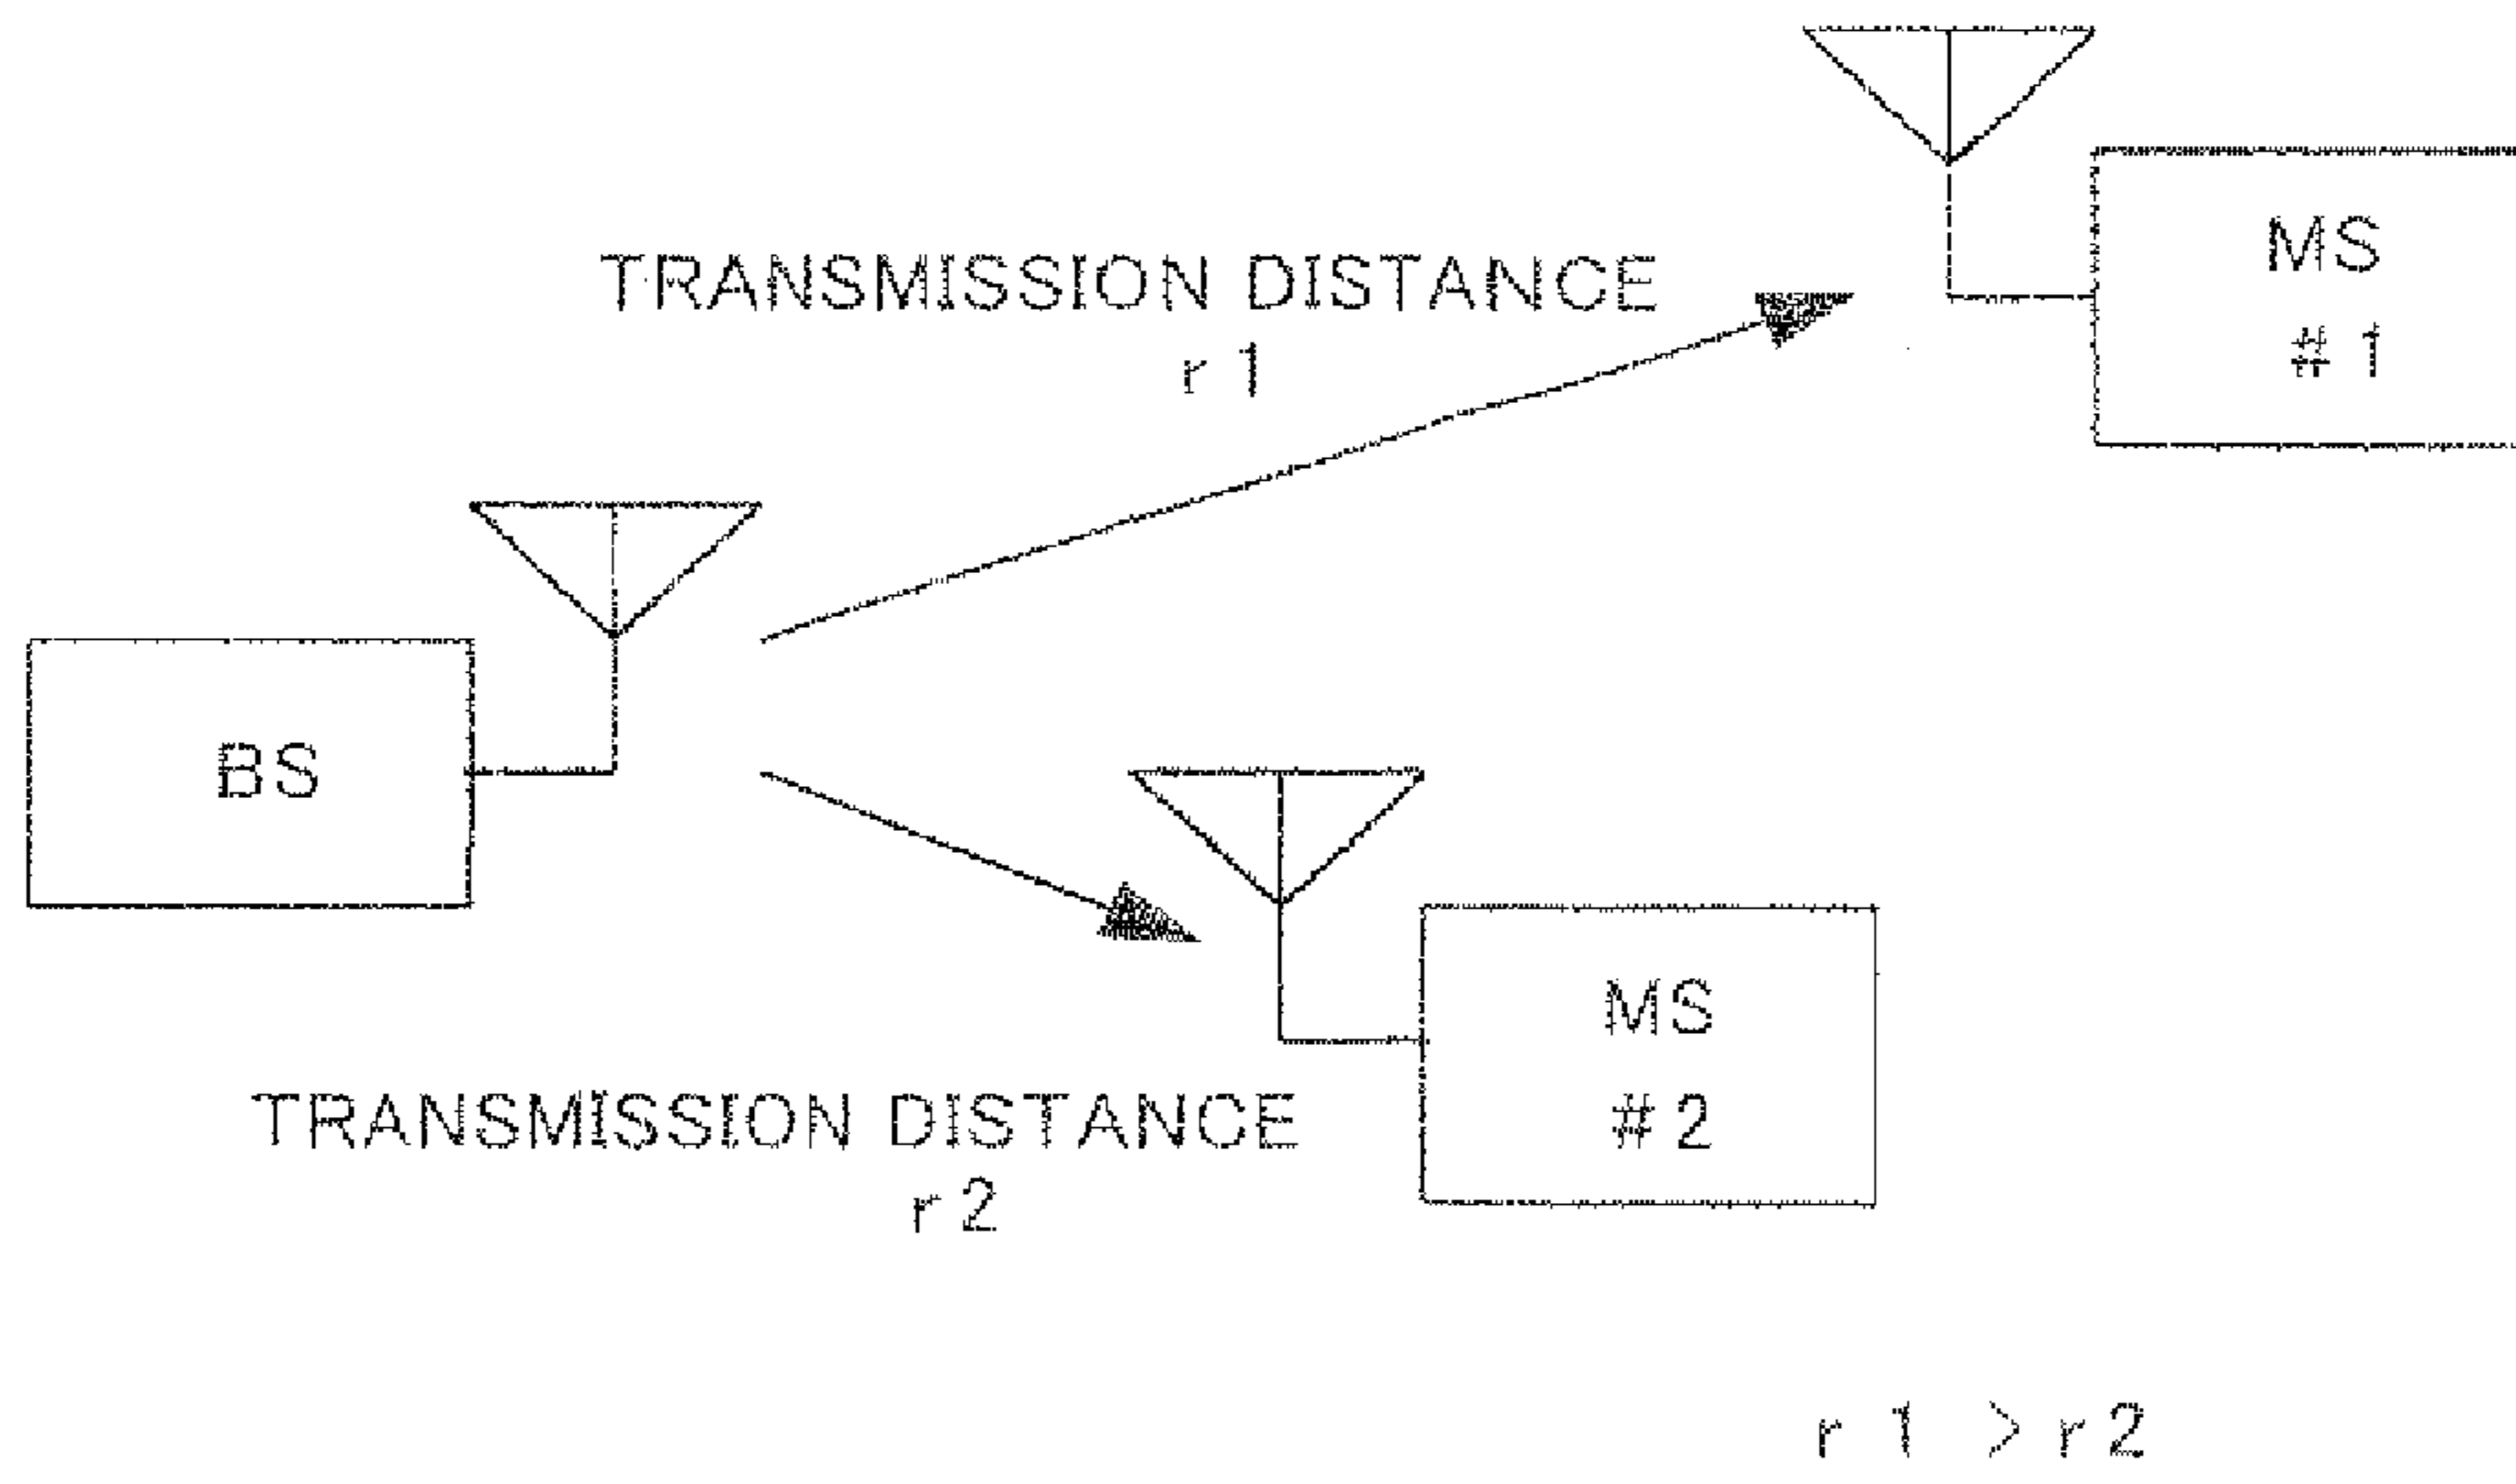 TRANSMISSION DISTANCE
r1
MS
#1
BS
MS
#2
TRANSMISSION DISTANCE
r2
r1 >r2